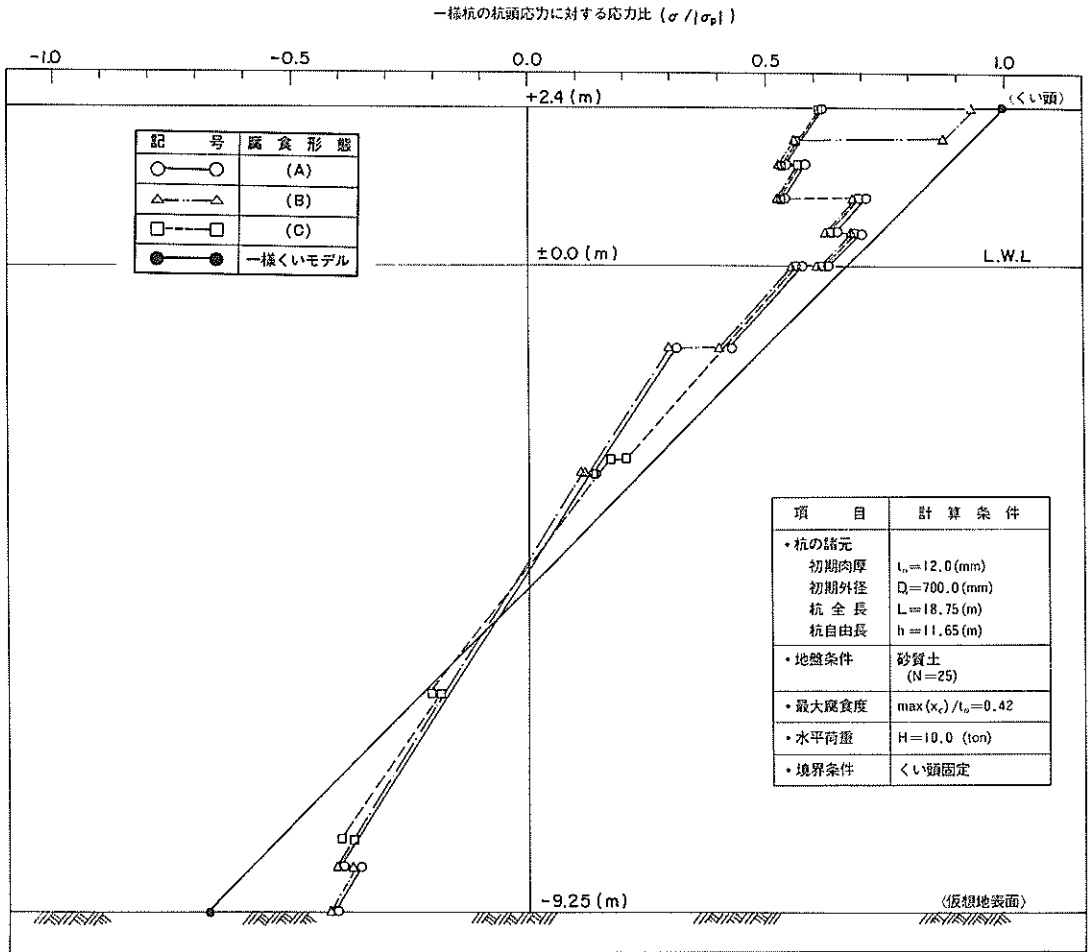 一様杭の杭頭応力に対する応力比 (σ/|σp|)
-1.0 -0.5 0.0 0.5 1.0
+2.4 (m) (くい頭)
記 号 腐 食 形 態
(A)
(B)
(C)
一様くいモデル
±0.0 (m) L.W.L
項 目 計 算 条 件
・杭の諸元
初期肉厚 t₀=12.0(mm)
初期外径 D₀=700.0(mm)
杭 全 長 L=18.75(m)
杭自由長 h=11.65(m)
・地盤条件 砂質土
(N=25)
・最大腐食度 max(xc)/t₀=0.42
・水平荷重 H=10.0 (ton)
・境界条件 くい頭固定
-9.25 (m) (仮想地表面)